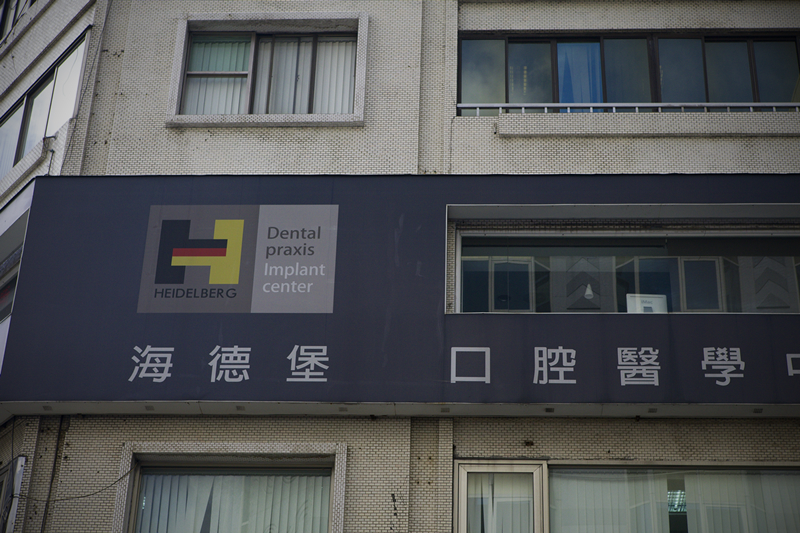 HEIDELBERG
Dental
praxis
Implant
center
海德堡 口腔醫學